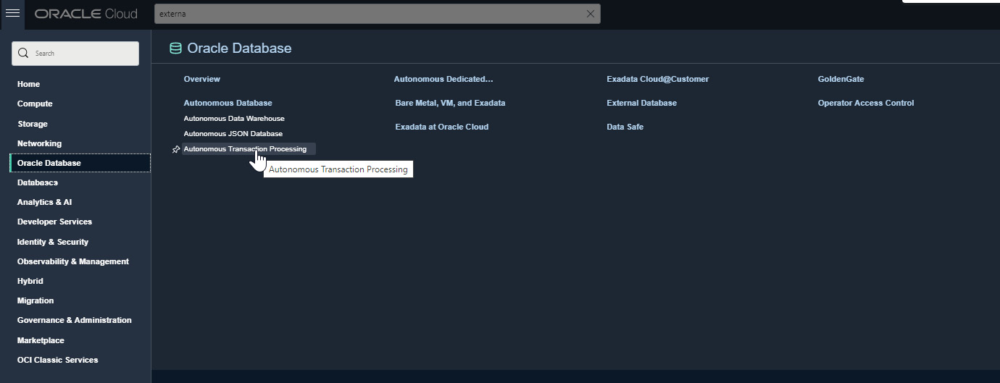 ORACLE Cloud
externa
Search
Home
Compute
Storage
Networking
Oracle Database
Databases
Analytics & AI
Developer Services
Identity & Security
Observability & Management
Hybrid
Migration
Governance & Administration
Marketplace
OCI Classic Services
Oracle Database
Overview
Autonomous Database
Autonomous Data Warehouse
Autonomous JSON Database
Autonomous Transaction Processing
Autonomous Transaction Processing
Autonomous Dedicated...
Bare Metal, VM, and Exadata
Exadata at Oracle Cloud
Exadata Cloud@Customer
External Database
Data Safe
GoldenGate
Operator Access Control